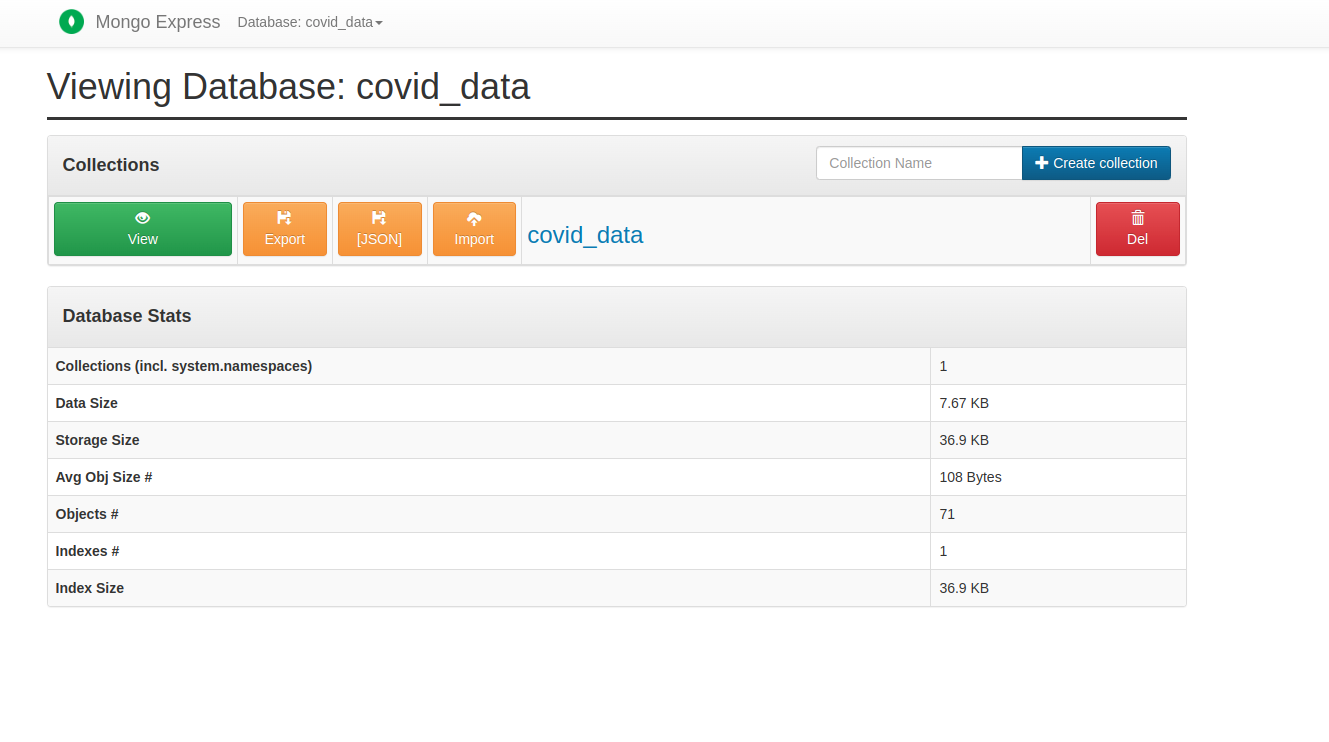 Mongo Express Database: covid_data
Viewing Database: covid_data
Collections
Collection Name
Create collection
View
Export
[JSON]
Import
covid_data
Del
Database Stats
Collections (incl. system.namespaces) 1
Data Size 7.67 KB
Storage Size 36.9 KB
Avg Obj Size # 108 Bytes
Objects # 71
Indexes # 1
Index Size 36.9 KB